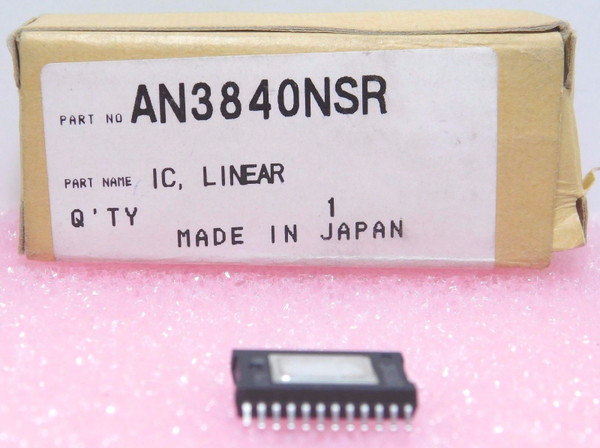 PART NO AN3840NSR
PART NAME IC, LINEAR
Q'TY 1
MADE IN JAPAN